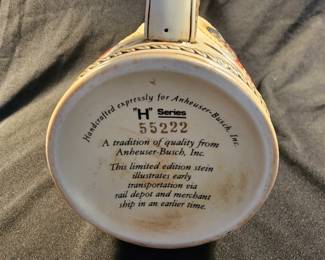 Handcrafted expressly for Anheuser-Busch, Inc.
"H" Series
55222
A tradition of quality from
Anheuser-Busch, Inc.
This limited edition stein
illustrates early
transportation via
rail depot and merchant
ship in an earlier time.